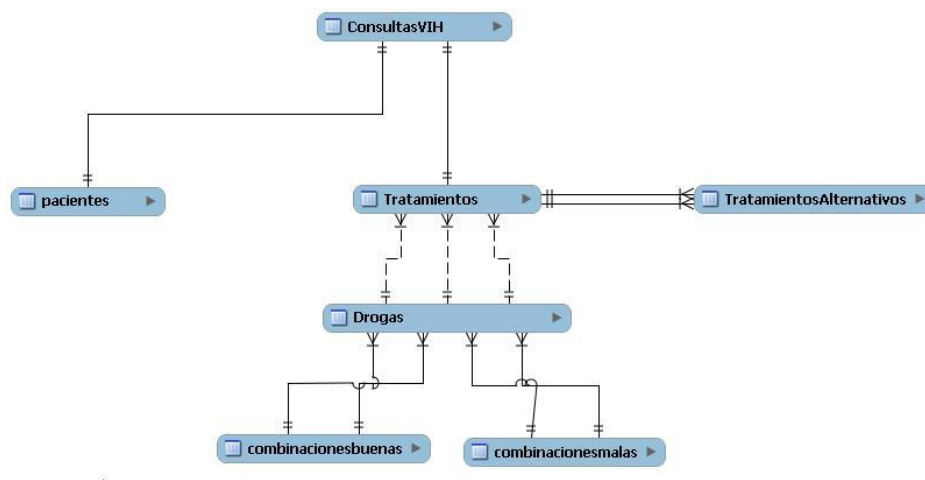 ConsultasVIH
pacientes
Tratamientos
TratamientosAlternativos
Drogas
combinacionesbuenas
combinacionesmalas